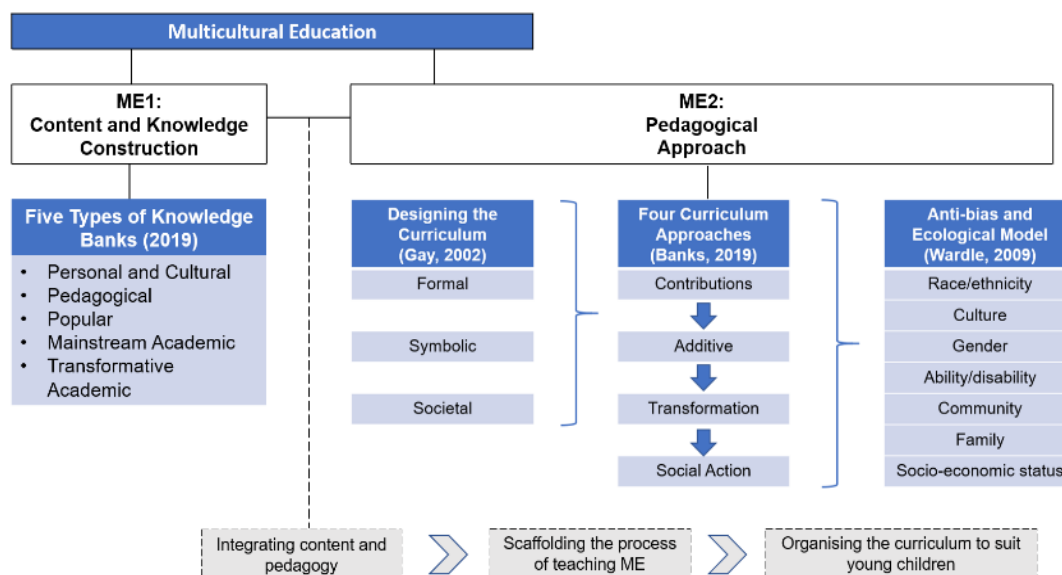 Multicultural Education
ME1:
Content and Knowledge
Construction
ME2:
Pedagogical
Approach
Five Types of Knowledge
Banks (2019)
• Personal and Cultural
• Pedagogical
• Popular
• Mainstream Academic
• Transformative
Academic
Designing the
Curriculum
(Gay, 2002)
Formal
Symbolic
Societal
Four Curriculum
Approaches
(Banks, 2019)
Contributions
Additive
Transformation
Social Action
Anti-bias and
Ecological Model
(Wardle, 2009)
Race/ethnicity
Culture
Gender
Ability/disability
Community
Family
Socio-economic status
Integrating content and
pedagogy
Scaffolding the process
of teaching ME
Organising the curriculum to suit
young children